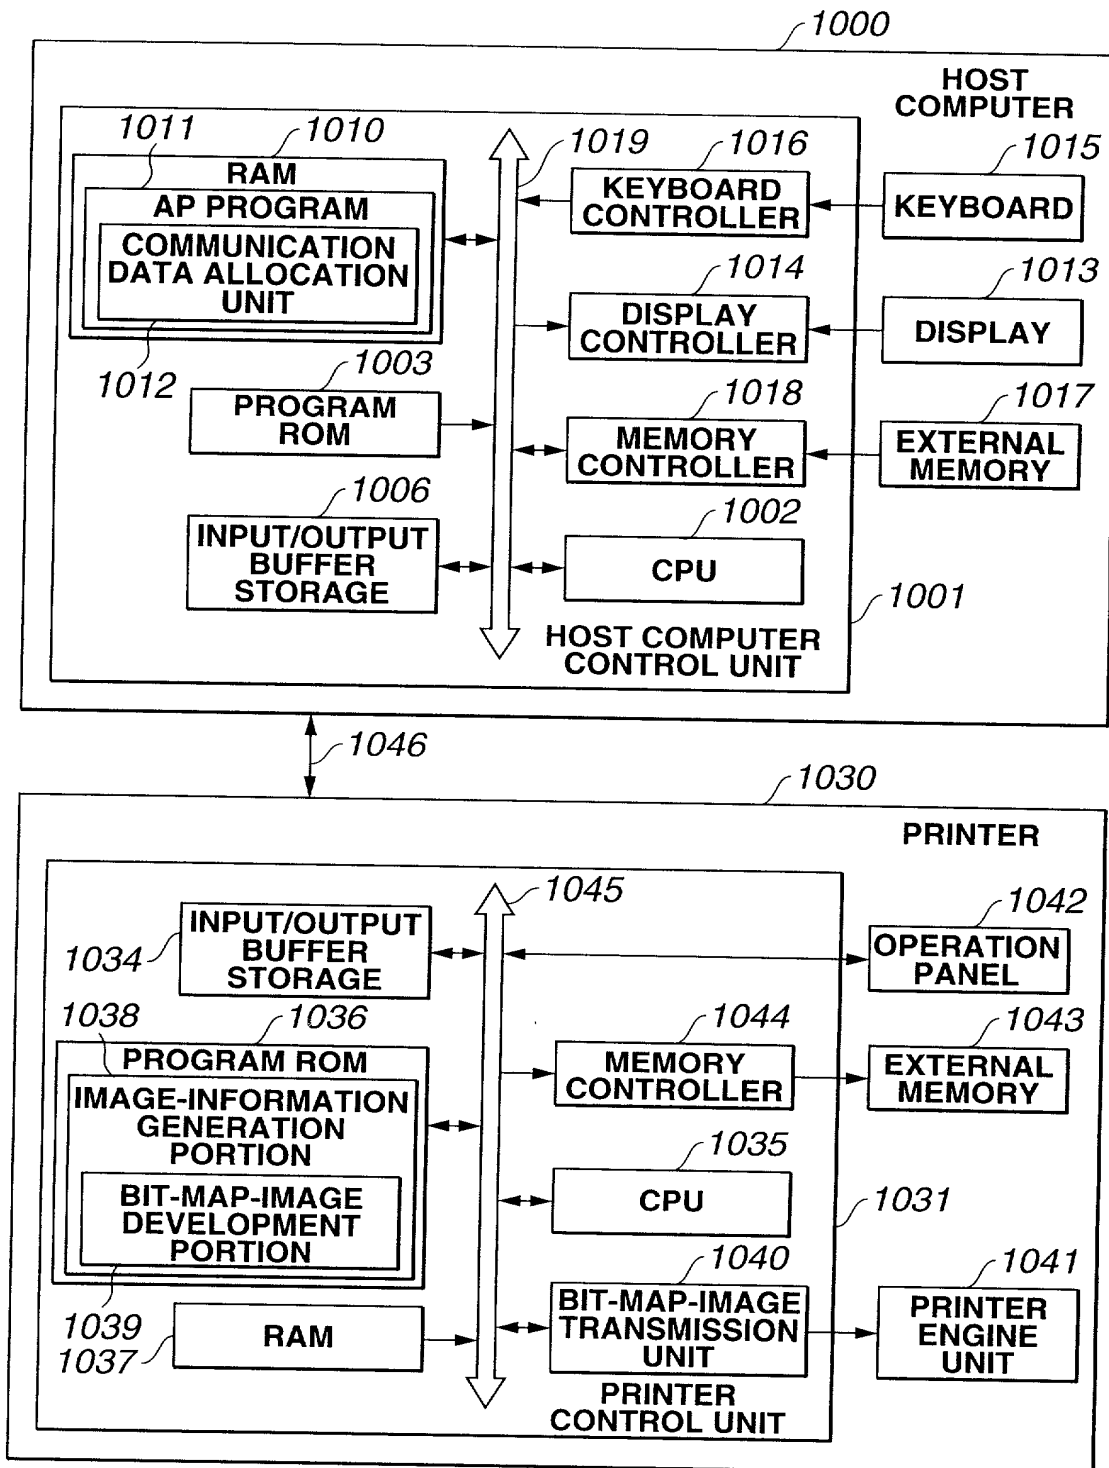 1000
HOST
COMPUTER
1011
1010
1019
1016
1015
RAM
AP PROGRAM
COMMUNICATION
DATA ALLOCATION
UNIT
KEYBOARD
CONTROLLER
KEYBOARD
1014
1013
DISPLAY
CONTROLLER
DISPLAY
1012
1003
1018
1017
PROGRAM
ROM
MEMORY
CONTROLLER
EXTERNAL
MEMORY
1006
1002
INPUT/OUTPUT
BUFFER
STORAGE
CPU
1001
HOST COMPUTER
CONTROL UNIT
1046
1030
PRINTER
1045
1042
INPUT/OUTPUT
BUFFER
STORAGE
1034
OPERATION
PANEL
1038
1036
1044
1043
PROGRAM ROM
IMAGE-INFORMATION
GENERATION
PORTION
MEMORY
CONTROLLER
EXTERNAL
MEMORY
1035
BIT-MAP-IMAGE
DEVELOPMENT
PORTION
CPU
1031
1040
1041
1039
1037
RAM
BIT-MAP-IMAGE
TRANSMISSION
UNIT
PRINTER
ENGINE
UNIT
PRINTER
CONTROL UNIT